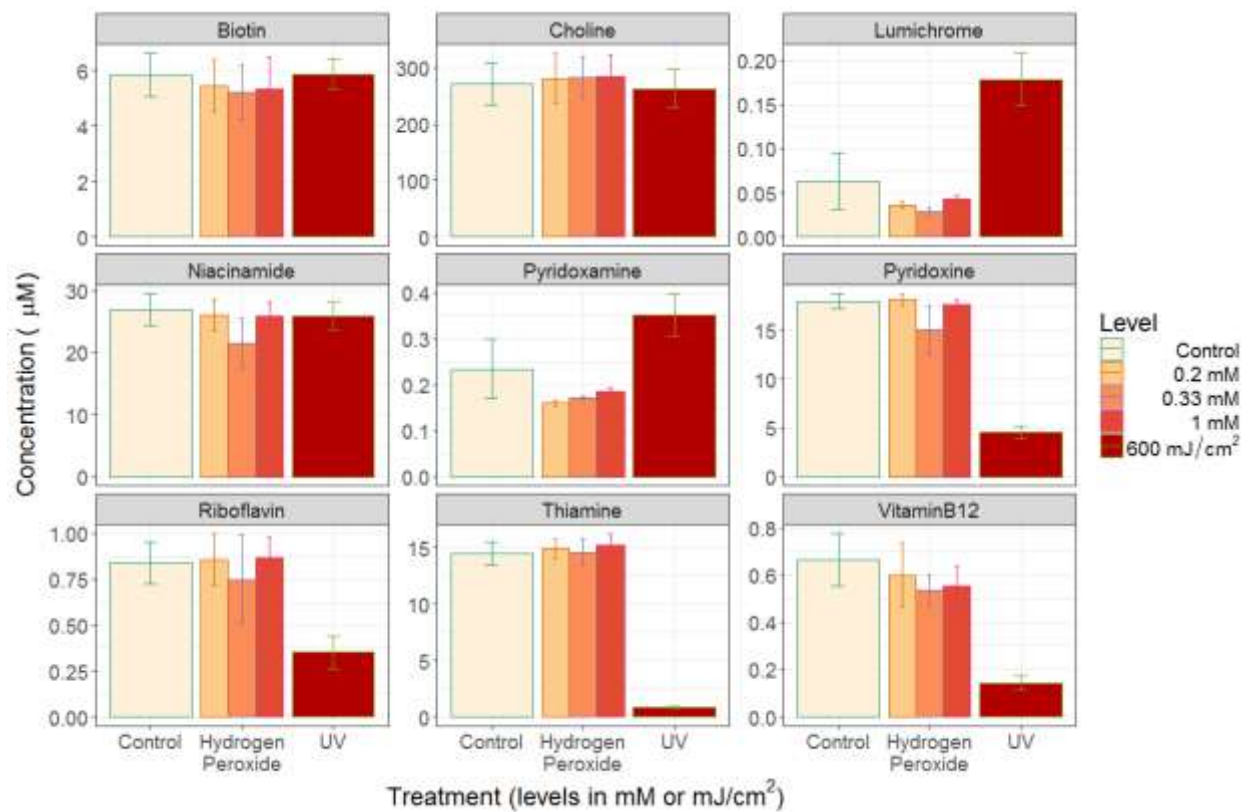 Biotin
6
4
2
0
Choline
300
200
100
0
Lumichrome
0.20
0.15
0.10
0.05
0.00
Niacinamide
30
20
10
0
Pyridoxamine
0.4
0.3
0.2
0.1
0.0
Pyridoxine
15
10
5
0
Riboflavin
1.00
0.75
0.50
0.25
0.00
Thiamine
15
10
5
0
VitaminB12
0.8
0.6
0.4
0.2
0.0
Concentration ( μM)
Control
Hydrogen
Peroxide
UV
Control
Hydrogen
Peroxide
UV
Control
Hydrogen
Peroxide
UV
Treatment (levels in mM or mJ/cm²)
Level
Control
0.2 mM
0.33 mM
1 mM
600 mJ/cm²